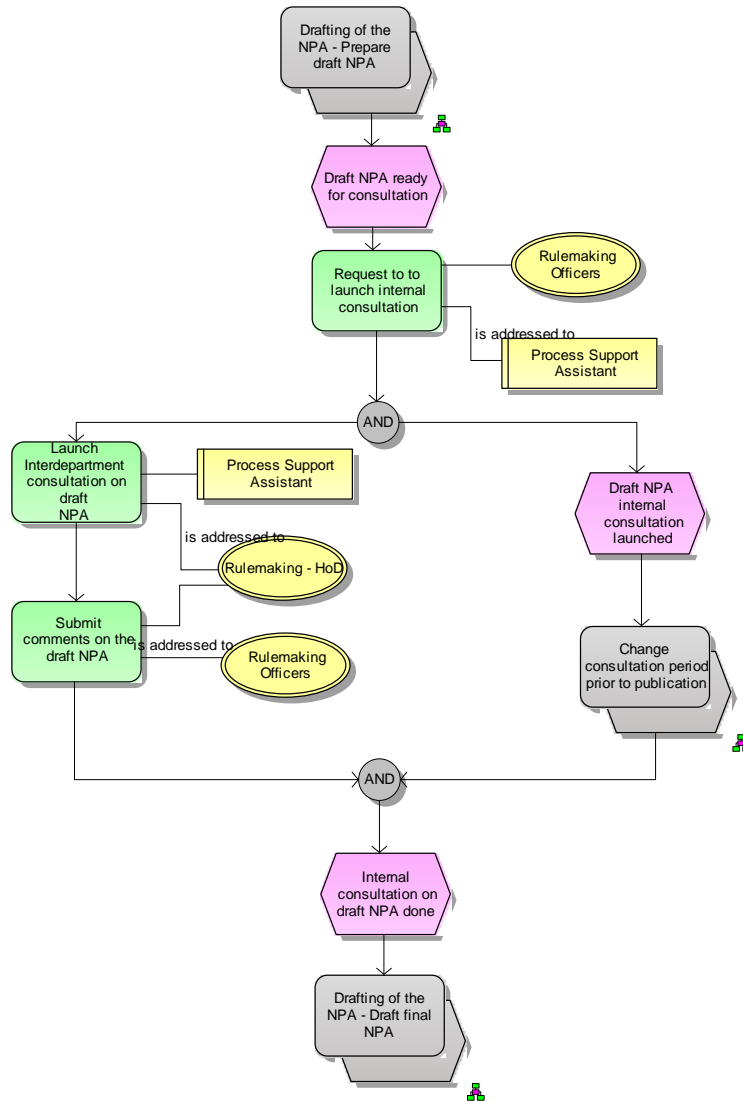 Drafting of the
NPA - Prepare
draft NPA
Draft NPA ready
for consultation
Request to to
launch internal
consultation
Rulemaking
Officers
is addressed to
Process Support
Assistant
AND
Launch
Interdepartment
consultation on
draft
NPA
Process Support
Assistant
Draft NPA
internal
consultation
launched
is addressed to
Rulemaking - HoD
Submit
comments on the
draft NPA
is addressed to
Rulemaking
Officers
Change
consultation period
prior to publication
AND
Internal
consultation on
draft NPA done
Drafting of the
NPA - Draft final
NPA